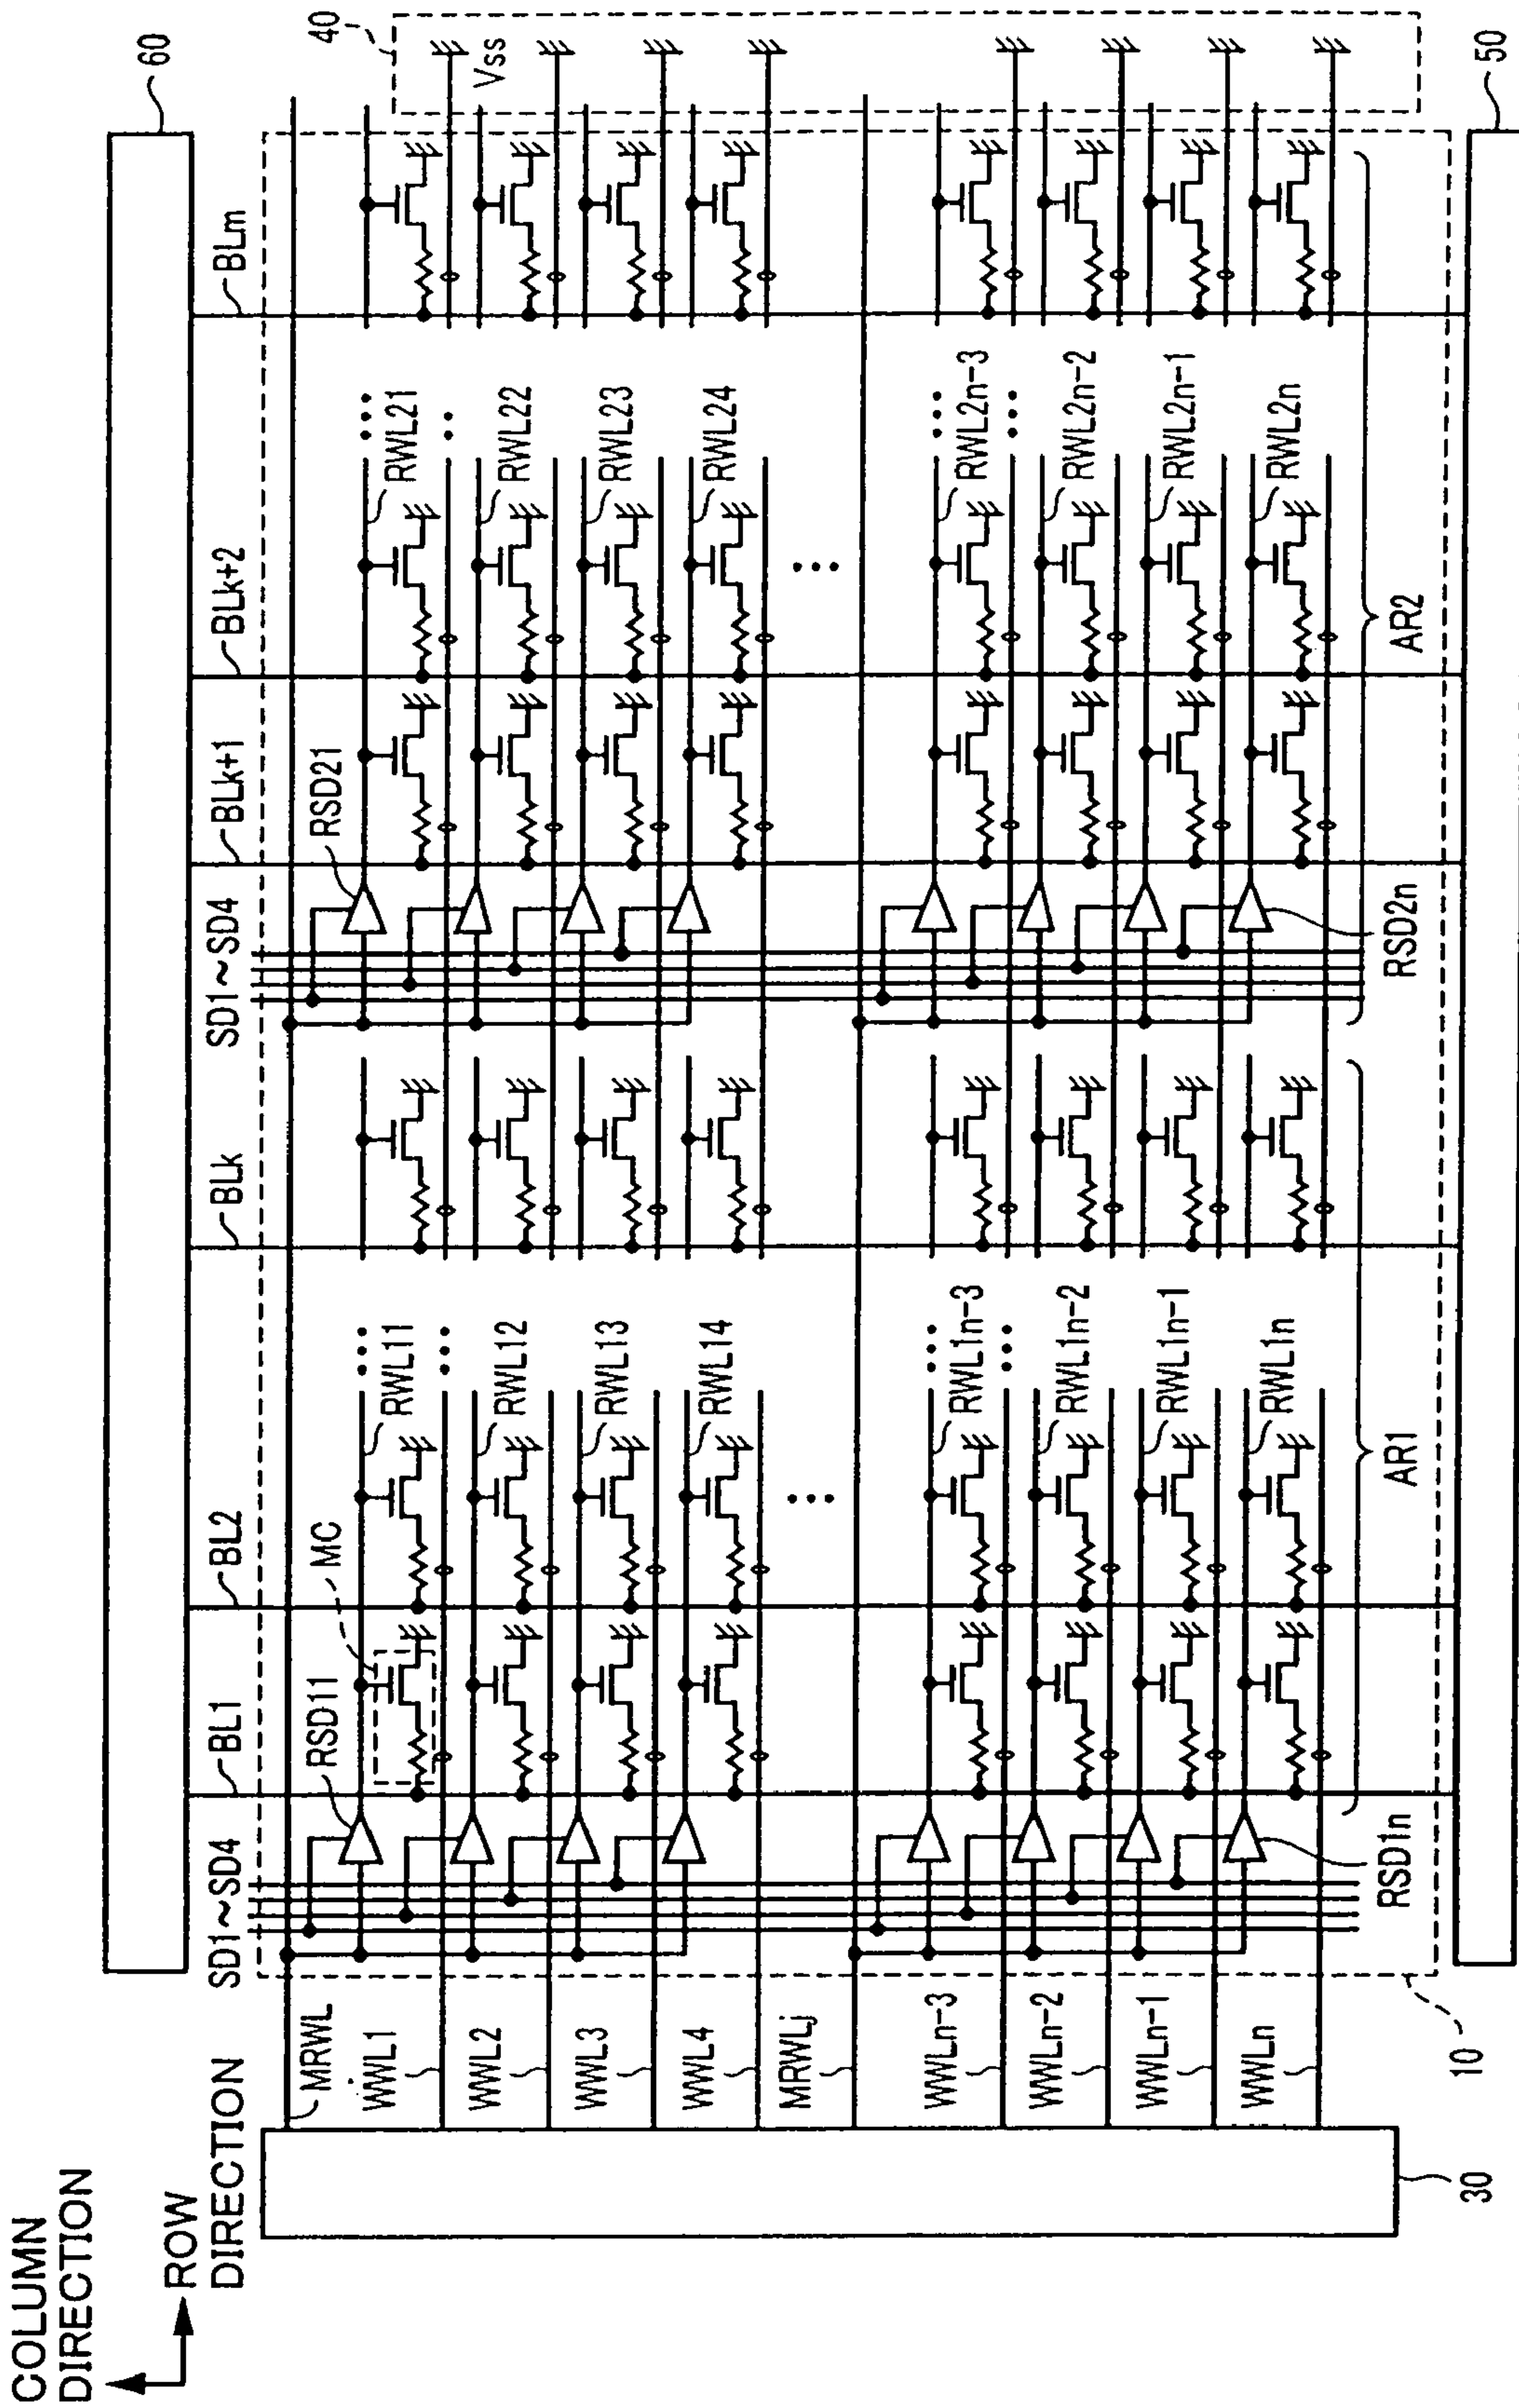 COLUMN
DIRECTION
ROW
DIRECTION
60
SD1~SD4
BL1
BL2
BLk
SD1~SD4
BLk+1
BLk+2
BLm
40
RSD11
MC
RSD21
Vss
MRWL
WWL1
RWL11
RWL21
WWL2
RWL12
RWL22
WWL3
RWL13
RWL23
WWL4
RWL14
RWL24
MRWLj
WWLn-3
RWL1n-3
RWL2n-3
WWLn-2
RWL1n-2
RWL2n-2
WWLn-1
RWL1n-1
RWL2n-1
WWLn
RWL1n
RWL2n
RSD1n
AR1
RSD2n
AR2
30
10
50